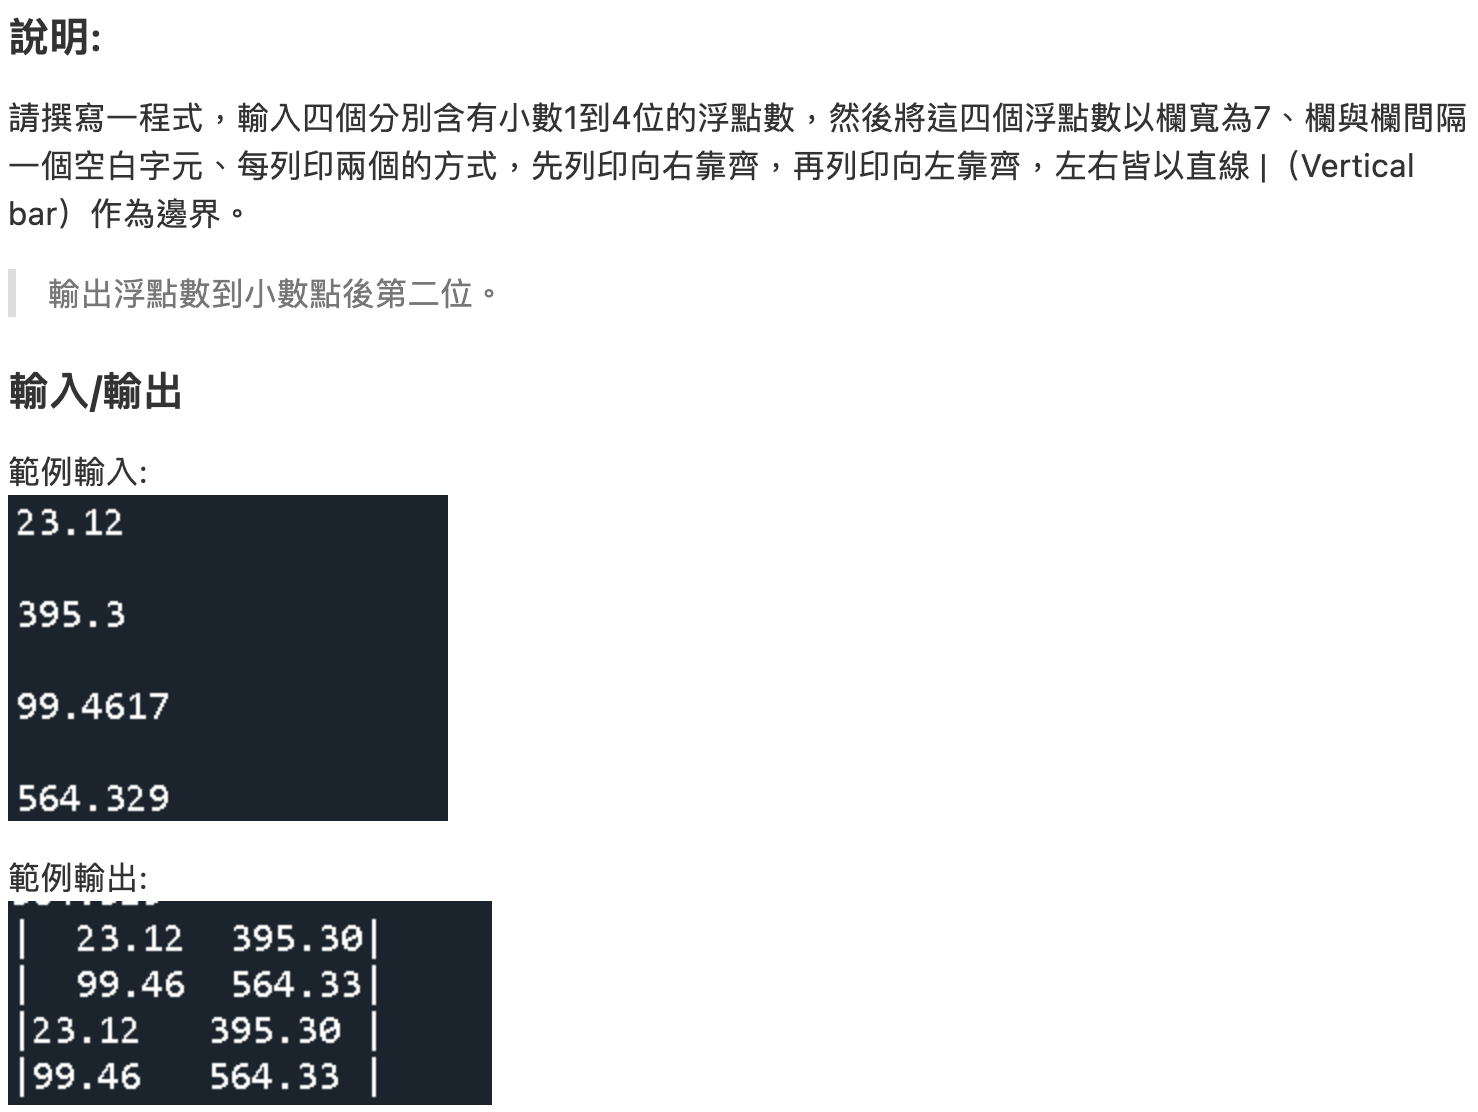 說明:
請撰寫一程式，輸入四個分別含有小數1到4位的浮點數，然後將這四個浮點數以欄寬為7、欄與欄間隔
一個空白字元、每列印兩個的方式，先列印向右靠齊，再列印向左靠齊，左右皆以直線 |（Vertical
bar）作為邊界。
輸出浮點數到小數點後第二位。
輸入/輸出
範例輸入:
23.12
395.3
99.4617
564.329
範例輸出:
|  23.12  395.30|
|  99.46  564.33|
|23.12   395.30 |
|99.46   564.33 |